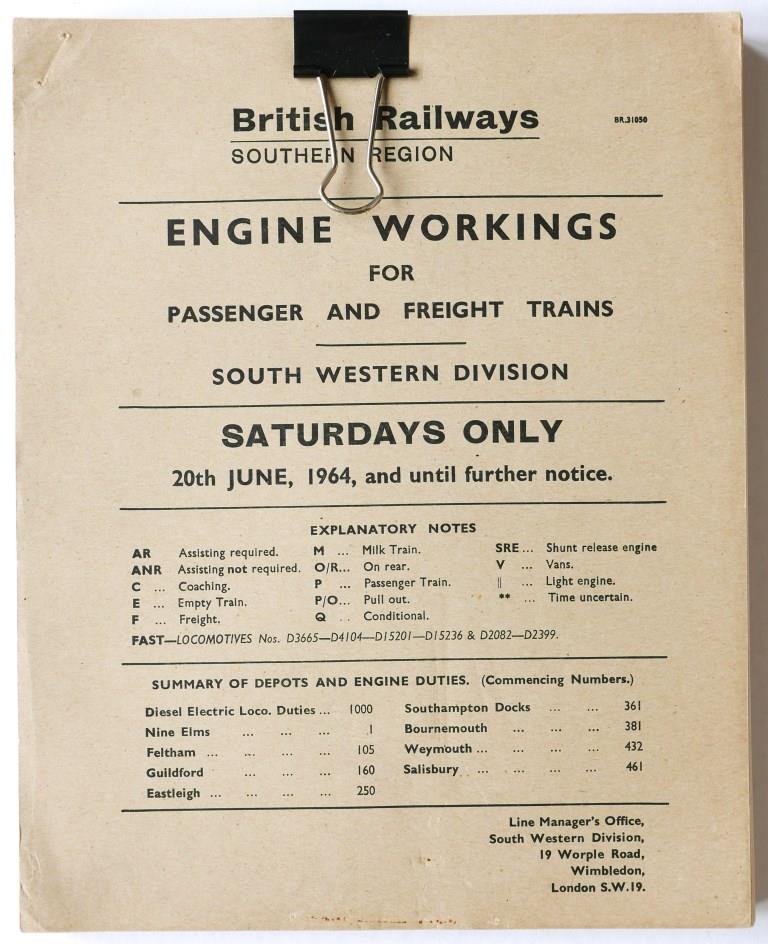 British Railways
BR.31050
SOUTHERN REGION
ENGINE WORKINGS
FOR
PASSENGER AND FREIGHT TRAINS
SOUTH WESTERN DIVISION
SATURDAYS ONLY
20th JUNE, 1964, and until further notice.
EXPLANATORY NOTES
AR Assisting required.
ANR Assisting not required.
C ... Coaching.
E ... Empty Train.
F ... Freight.
M ... Milk Train.
O/R... On rear.
P ... Passenger Train.
P/O... Pull out.
Q .. Conditional.
SRE ... Shunt release engine
V ... Vans.
|| ... Light engine.
** ... Time uncertain.
FAST—LOCOMOTIVES Nos. D3665—D4104—D15201—D15236 & D2082—D2399.
SUMMARY OF DEPOTS AND ENGINE DUTIES. (Commencing Numbers.)
Diesel Electric Loco. Duties ... 1000
Nine Elms ... ... ... 1
Feltham ... ... ... ... 105
Guildford ... ... ... 160
Eastleigh ... ... ... ... 250
Southampton Docks ... ... 361
Bournemouth ... ... ... 381
Weymouth ... ... ... ... 432
Salisbury ... ... ... ... 461
Line Manager's Office,
South Western Division,
19 Worple Road,
Wimbledon,
London S.W.19.